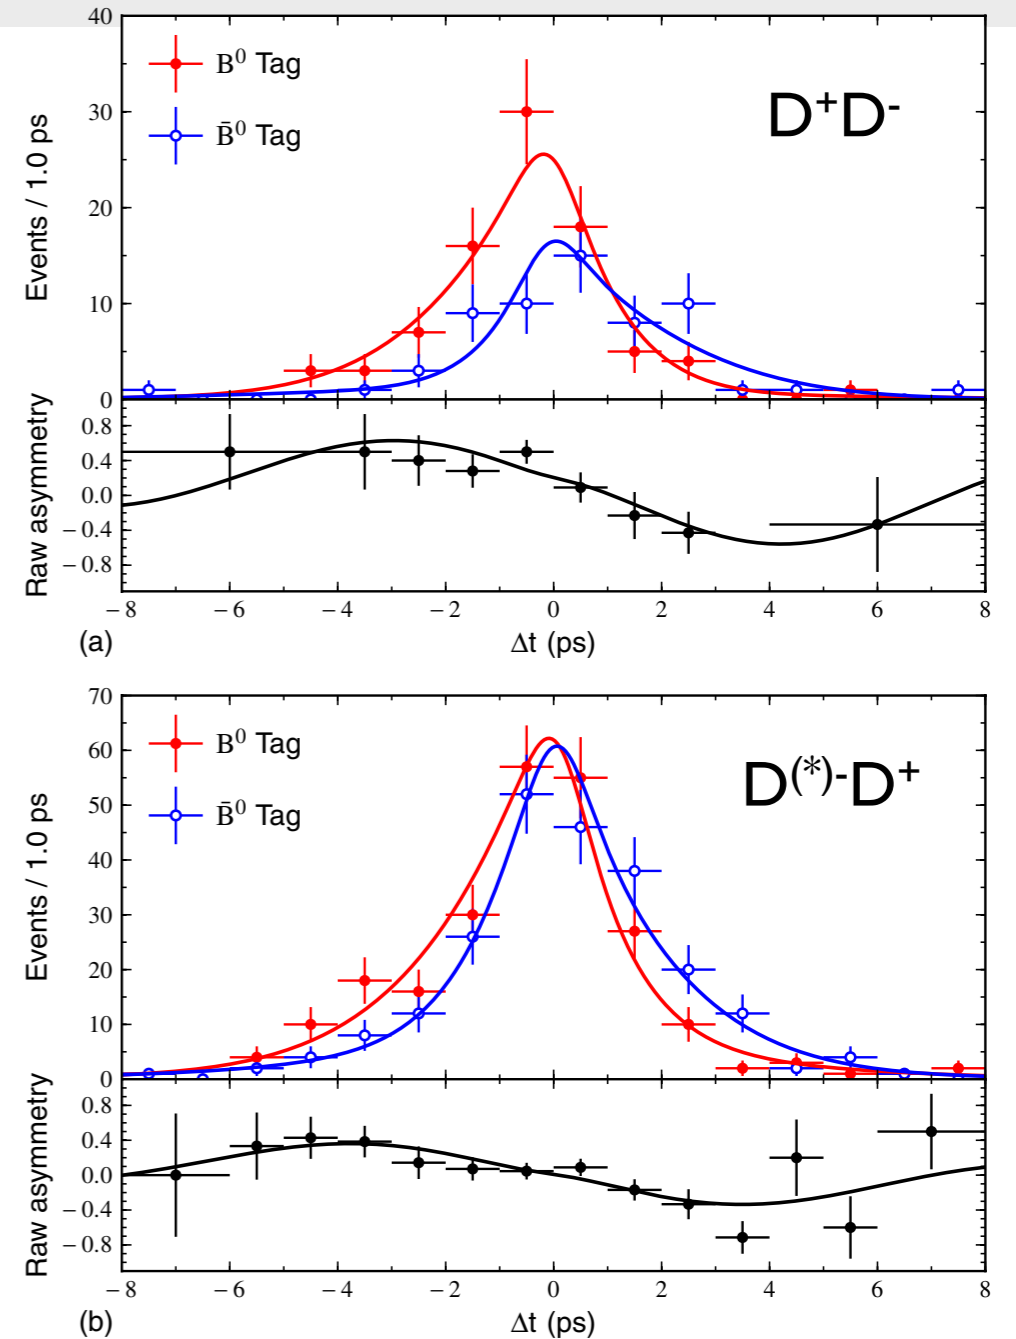 40
30
20
10
0
Events / 1.0 ps
B⁰ Tag
B̄⁰ Tag
D⁺D⁻
0.8
0.4
0.0
−0.4
−0.8
Raw asymmetry
−8 −6 −4 −2 0 2 4 6 8
(a)
Δt (ps)
70
60
50
40
30
20
10
0
Events / 1.0 ps
B⁰ Tag
B̄⁰ Tag
D⁽*⁾⁻D⁺
0.8
0.4
0.0
−0.4
−0.8
Raw asymmetry
−8 −6 −4 −2 0 2 4 6 8
(b)
Δt (ps)